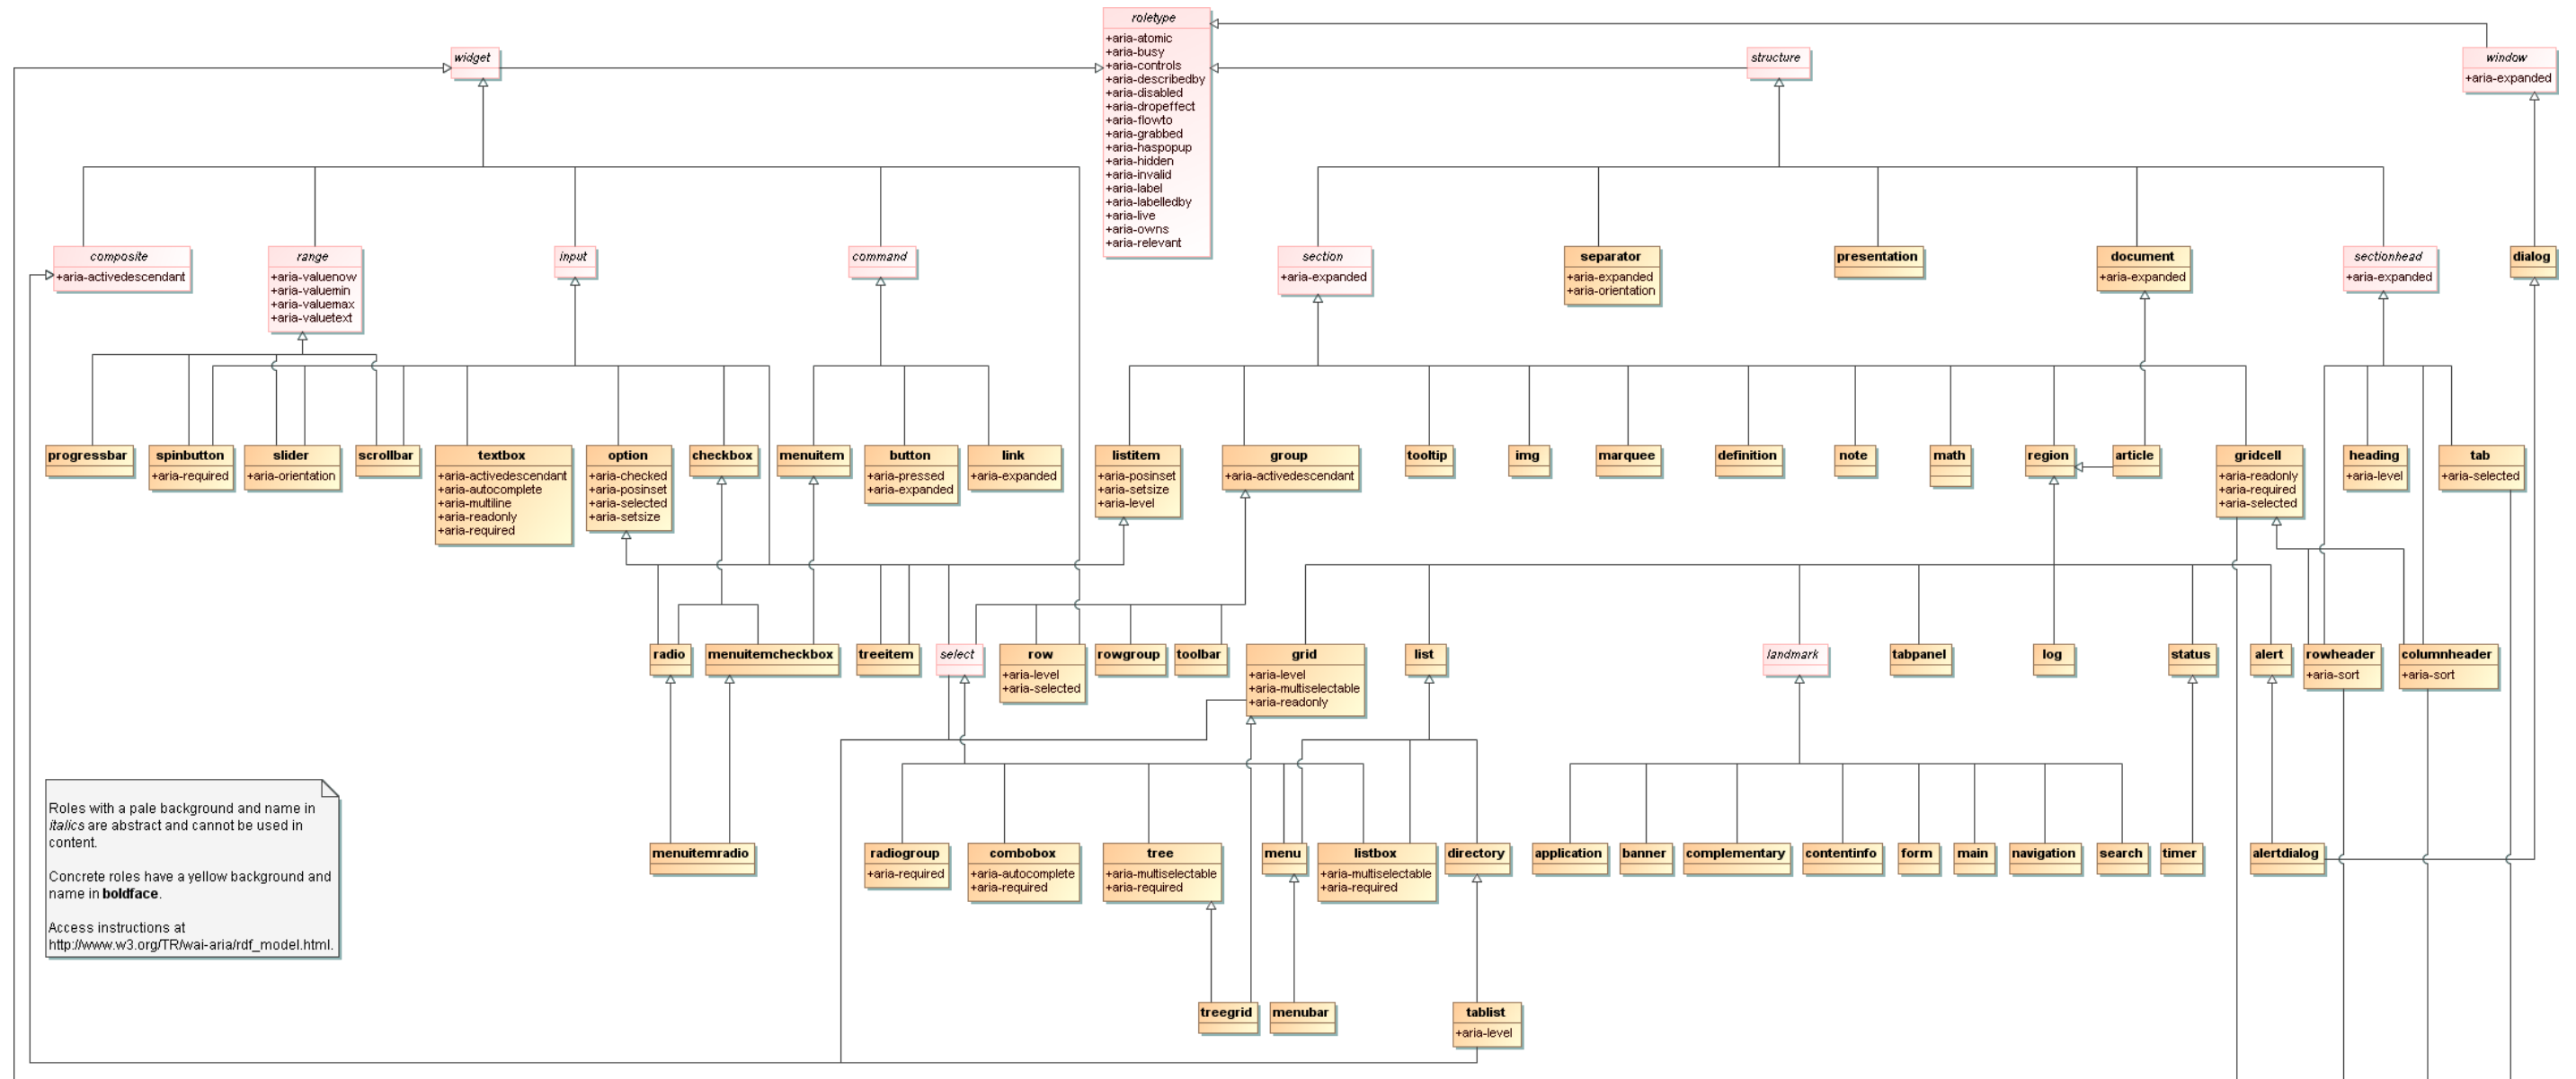 roletype
+aria-atomic
+aria-busy
+aria-controls
+aria-describedby
+aria-disabled
+aria-dropeffect
+aria-flowto
+aria-grabbed
+aria-haspopup
+aria-hidden
+aria-invalid
+aria-label
+aria-labelledby
+aria-live
+aria-owns
+aria-relevant
widget
structure
window
+aria-expanded
composite
+aria-activedescendant
range
+aria-valuenow
+aria-valuemin
+aria-valuemax
+aria-valuetext
input
command
section
+aria-expanded
separator
+aria-expanded
+aria-orientation
presentation
document
+aria-expanded
sectionhead
+aria-expanded
dialog
progressbar
spinbutton
+aria-required
slider
+aria-orientation
scrollbar
textbox
+aria-activedescendant
+aria-autocomplete
+aria-multiline
+aria-readonly
+aria-required
option
+aria-checked
+aria-posinset
+aria-selected
+aria-setsize
checkbox
menuitem
button
+aria-pressed
+aria-expanded
link
+aria-expanded
listitem
+aria-posinset
+aria-setsize
+aria-level
group
+aria-activedescendant
tooltip
img
marquee
definition
note
math
region
article
gridcell
+aria-readonly
+aria-required
+aria-selected
heading
+aria-level
tab
+aria-selected
radio
menuitemcheckbox
treeitem
select
row
+aria-level
+aria-selected
rowgroup
toolbar
grid
+aria-level
+aria-multiselectable
+aria-readonly
list
landmark
tabpanel
log
status
alert
rowheader
+aria-sort
columnheader
+aria-sort
Roles with a pale background and name in
italics are abstract and cannot be used in
content.
Concrete roles have a yellow background and
name in boldface.
Access instructions at
http://www.w3.org/TR/wai-aria/rdf_model.html.
menuitemradio
radiogroup
+aria-required
combobox
+aria-autocomplete
+aria-required
tree
+aria-multiselectable
+aria-required
menu
listbox
+aria-multiselectable
+aria-required
directory
application
banner
complementary
contentinfo
form
main
navigation
search
timer
alertdialog
treegrid
menubar
tablist
+aria-level